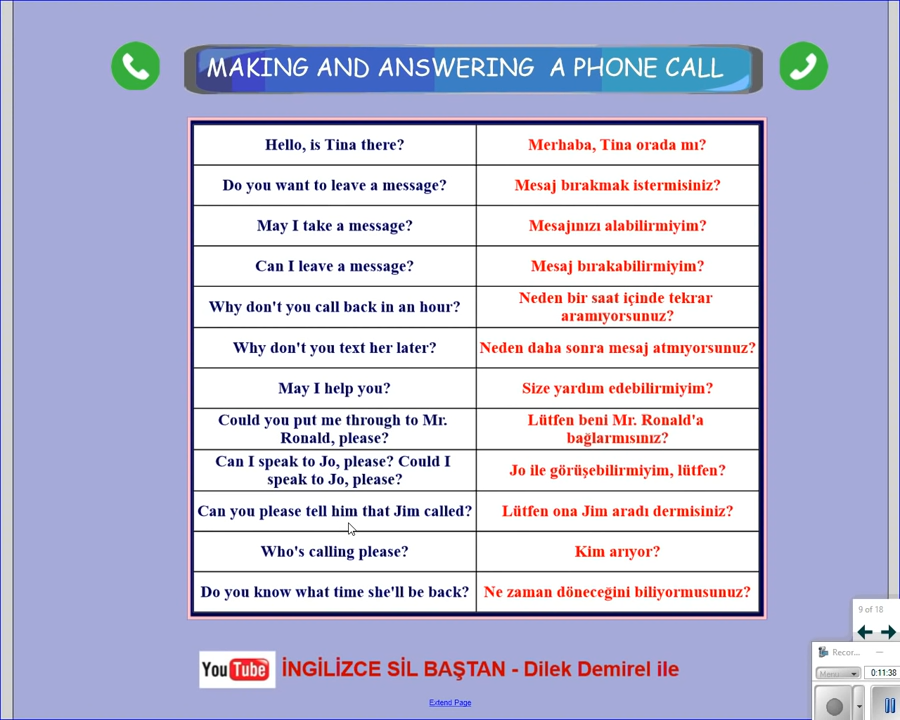 MAKING AND ANSWERING A PHONE CALL
Hello, is Tina there?
Merhaba, Tina orada mı?
Do you want to leave a message?
Mesaj bırakmak istermisiniz?
May I take a message?
Mesajınızı alabilirmiyim?
Can I leave a message?
Mesaj bırakabilirmiyim?
Why don't you call back in an hour?
Neden bir saat içinde tekrar
aramıyorsunuz?
Why don't you text her later?
Neden daha sonra mesaj atmıyorsunuz?
May I help you?
Size yardım edebilirmiyim?
Could you put me through to Mr.
Ronald, please?
Lütfen beni Mr. Ronald'a
bağlarmısınız?
Can I speak to Jo, please? Could I
speak to Jo, please?
Jo ile görüşebilirmiyim, lütfen?
Can you please tell him that Jim called?
Lütfen ona Jim aradı dermisiniz?
Who's calling please?
Kim arıyor?
Do you know what time she'll be back?
Ne zaman döneceğini biliyormusunuz?
9 of 18
Recor...
Menu
0:11:38
YouTube İNGİLİZCE SİL BAŞTAN - Dilek Demirel ile
Extend Page